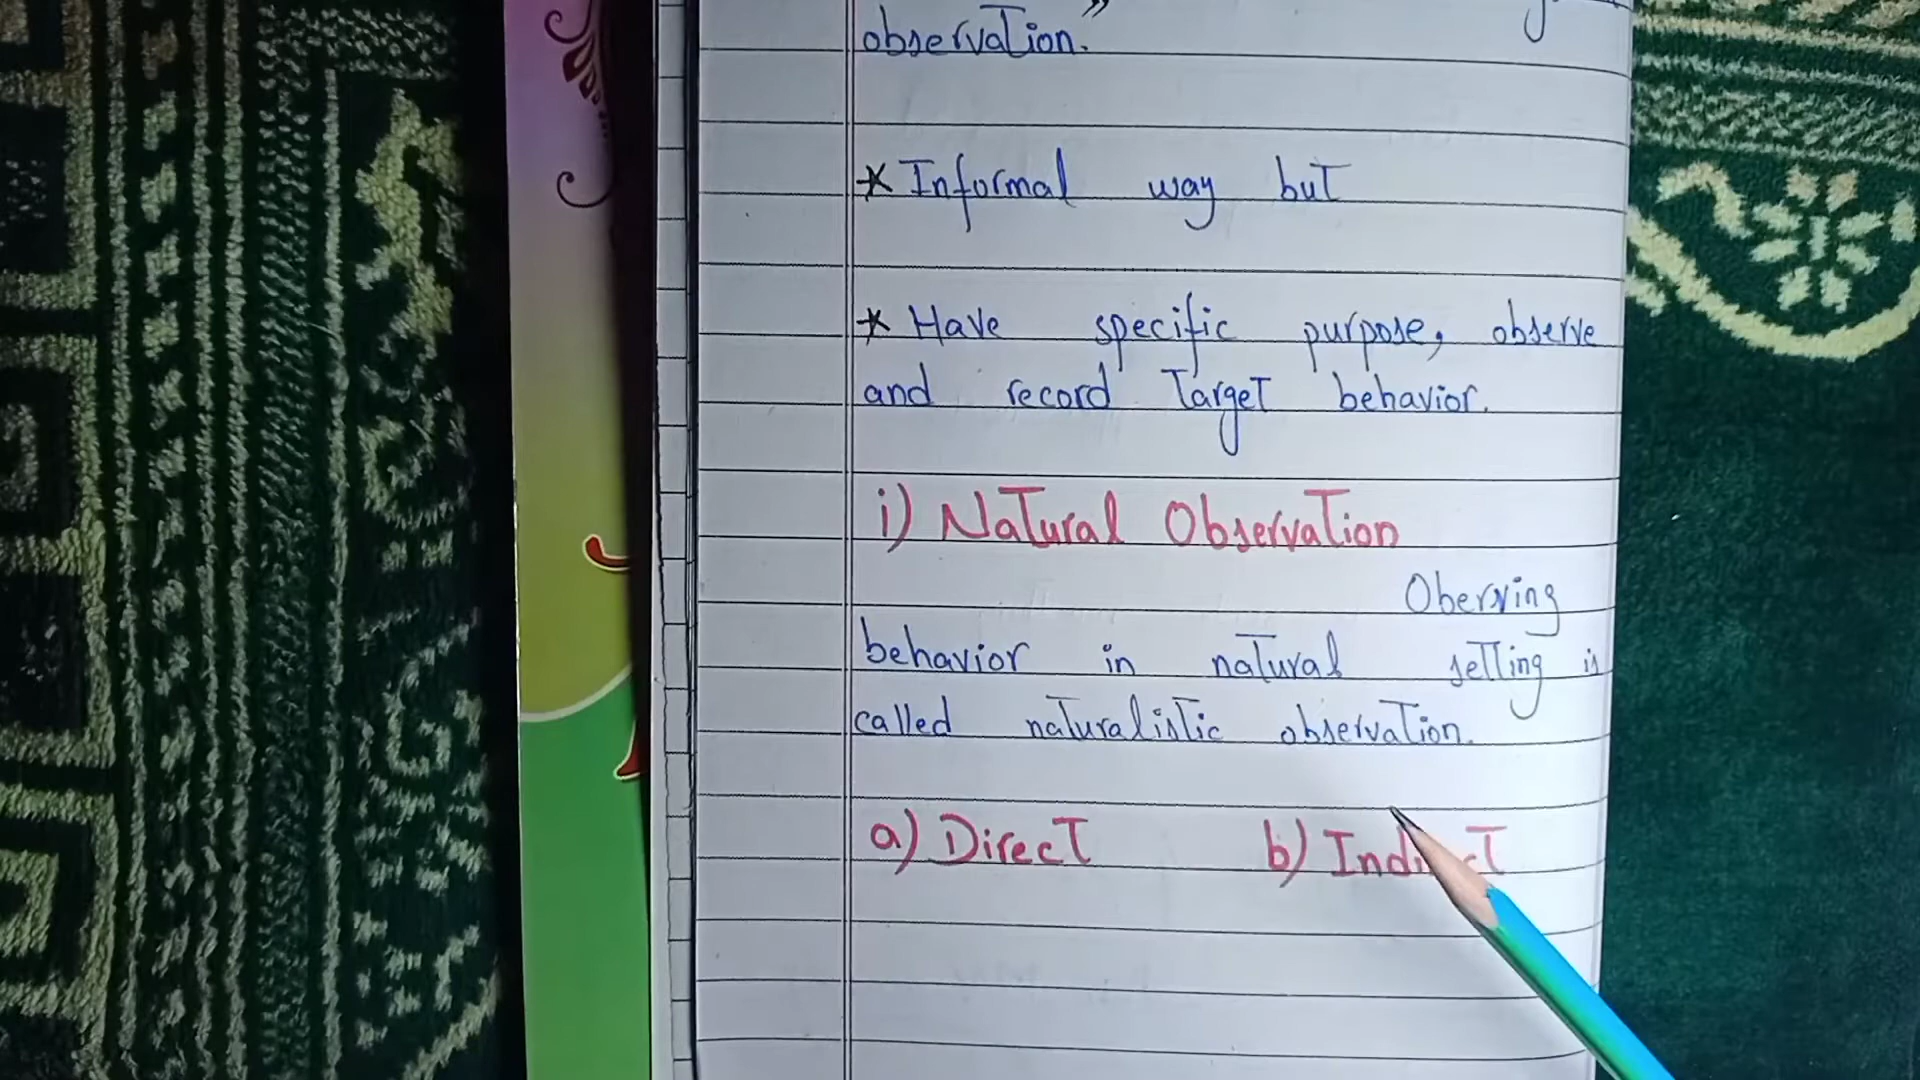 observation."
* Informal way but
* Have specific purpose, observe
and record Target behavior.
i) Natural Observation
Oberving
behavior in natural setting is
called naturalistic observation.
a) Direct b) Indirect